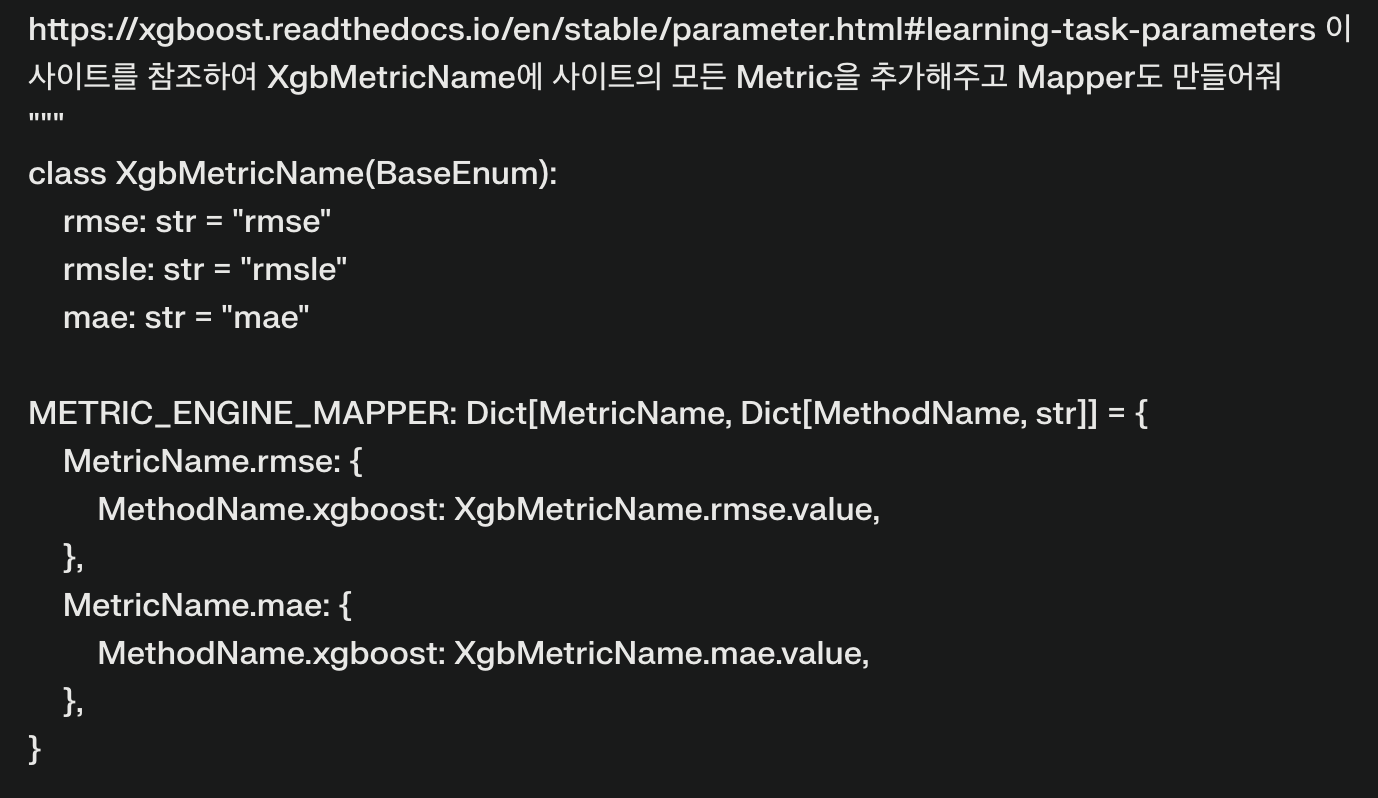 https://xgboost.readthedocs.io/en/stable/parameter.html#learning-task-parameters 이
사이트를 참조하여 XgbMetricName에 사이트의 모든 Metric을 추가해주고 Mapper도 만들어줘
"""
class XgbMetricName(BaseEnum):
    rmse: str = "rmse"
    rmsle: str = "rmsle"
    mae: str = "mae"

METRIC_ENGINE_MAPPER: Dict[MetricName, Dict[MethodName, str]] = {
    MetricName.rmse: {
        MethodName.xgboost: XgbMetricName.rmse.value,
    },
    MetricName.mae: {
        MethodName.xgboost: XgbMetricName.mae.value,
    },
}